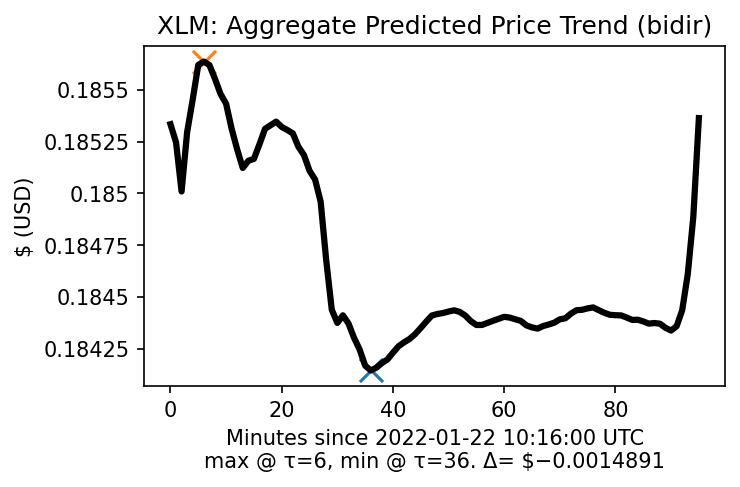 XLM: Aggregate Predicted Price Trend (bidir)
0.1855
0.18525
0.185
0.18475
0.1845
0.18425
$ (USD)
0 20 40 60 80
Minutes since 2022-01-22 10:16:00 UTC
max @ τ=6, min @ τ=36. Δ= $−0.0014891